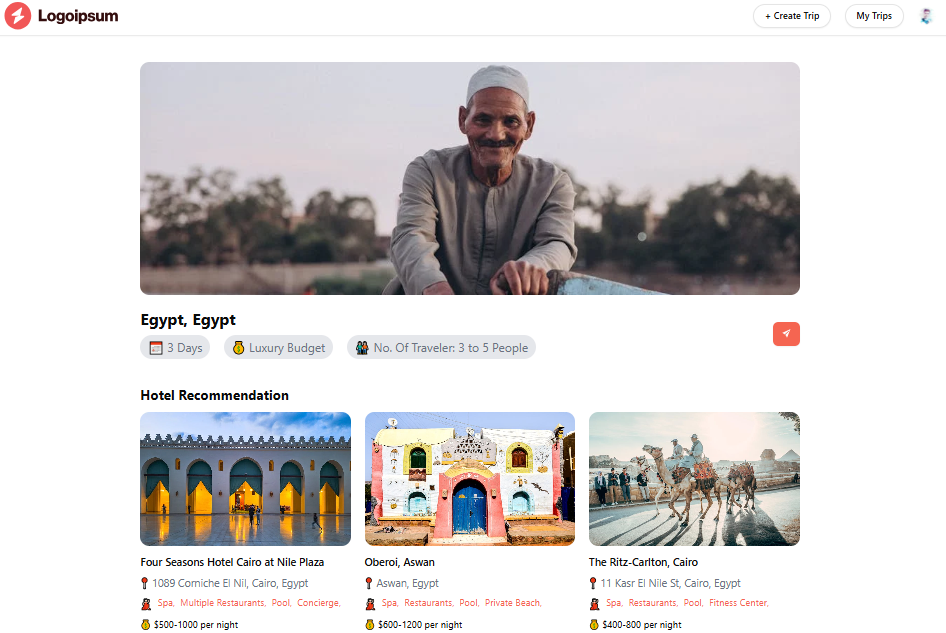 Logoipsum
+ Create Trip
My Trips
Egypt, Egypt
3 Days
Luxury Budget
No. Of Traveler: 3 to 5 People
Hotel Recommendation
Four Seasons Hotel Cairo at Nile Plaza
1089 Corniche El Nil, Cairo, Egypt
Spa, Multiple Restaurants, Pool, Concierge,
$500-1000 per night
Oberoi, Aswan
Aswan, Egypt
Spa, Restaurants, Pool, Private Beach,
$600-1200 per night
The Ritz-Carlton, Cairo
11 Kasr El Nile St, Cairo, Egypt
Spa, Restaurants, Pool, Fitness Center,
$400-800 per night